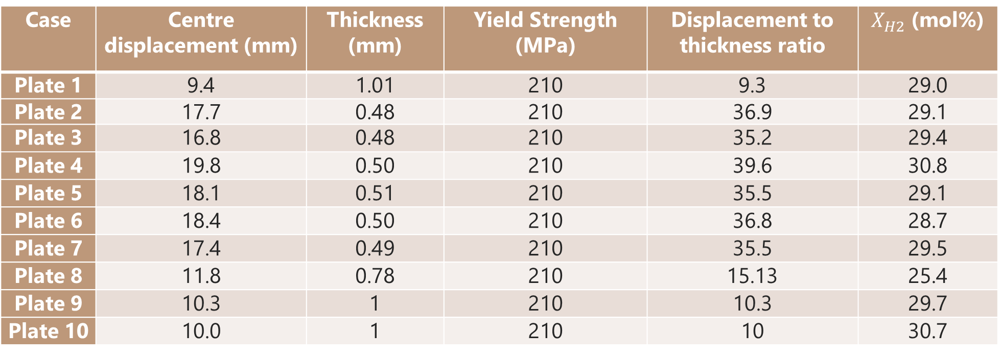 Case Centre displacement (mm) Thickness (mm) Yield Strength (MPa) Displacement to thickness ratio X_H2 (mol%)
Plate 1 9.4 1.01 210 9.3 29.0
Plate 2 17.7 0.48 210 36.9 29.1
Plate 3 16.8 0.48 210 35.2 29.4
Plate 4 19.8 0.50 210 39.6 30.8
Plate 5 18.1 0.51 210 35.5 29.1
Plate 6 18.4 0.50 210 36.8 28.7
Plate 7 17.4 0.49 210 35.5 29.5
Plate 8 11.8 0.78 210 15.13 25.4
Plate 9 10.3 1 210 10.3 29.7
Plate 10 10.0 1 210 10 30.7